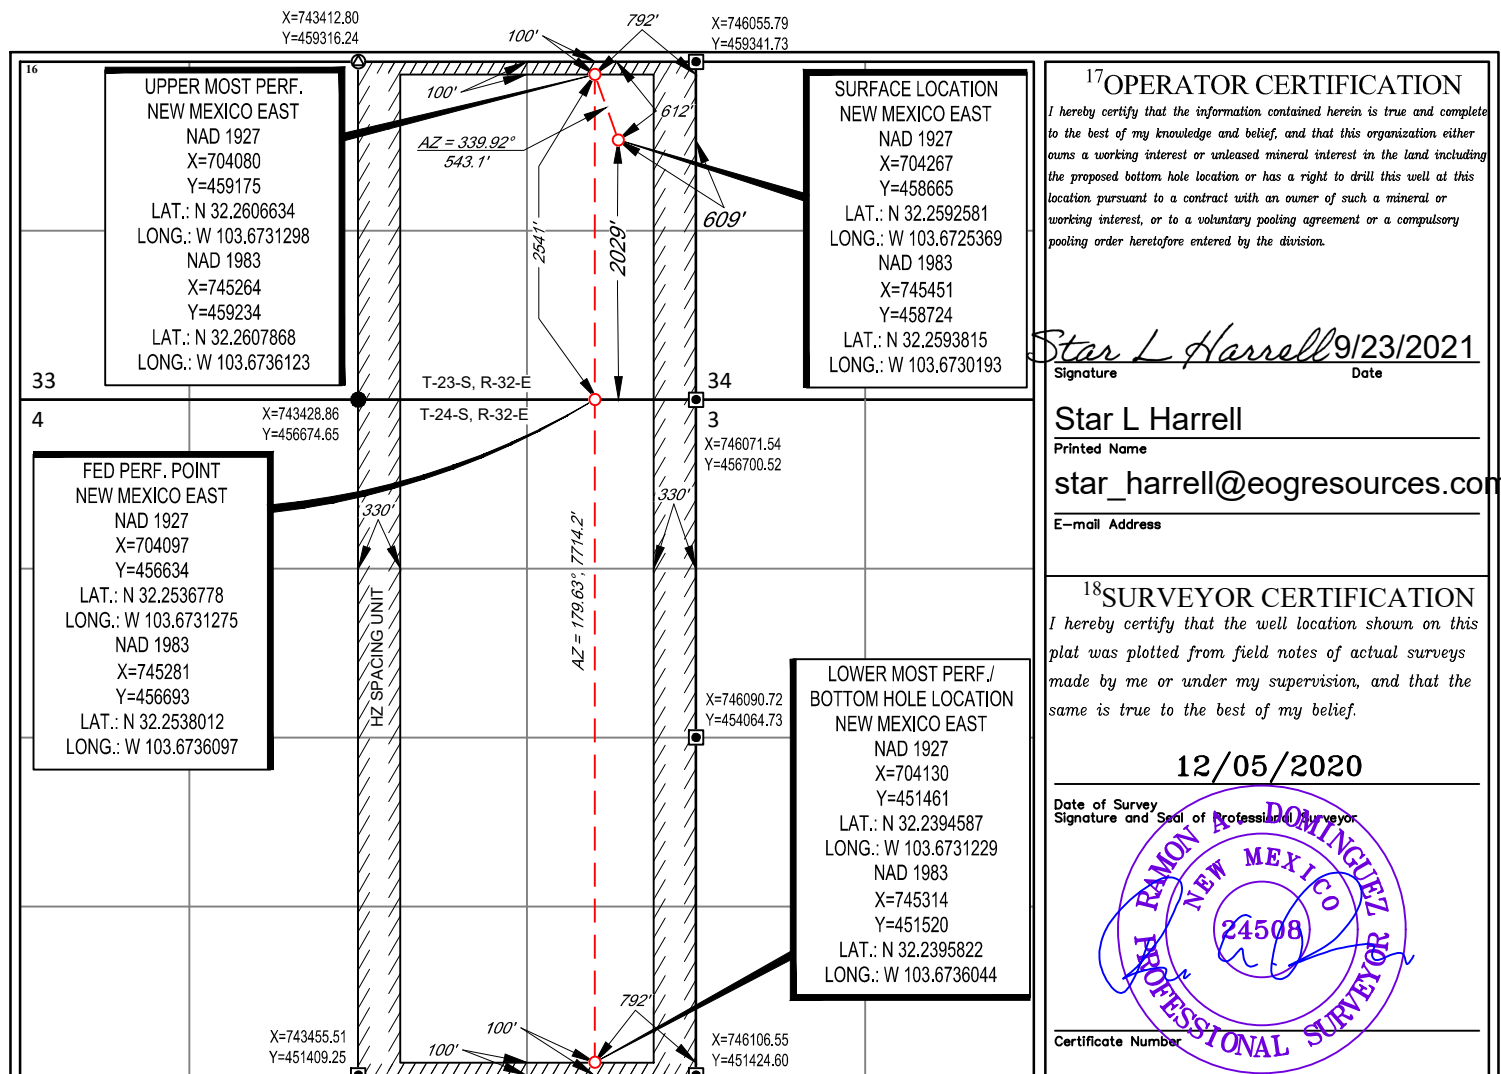 X=743412.80
Y=459316.24
100'
792'
X=746055.79
Y=459341.73
16
UPPER MOST PERF.
NEW MEXICO EAST
NAD 1927
X=704080
Y=459175
LAT.: N 32.2606634
LONG.: W 103.6731298
NAD 1983
X=745264
Y=459234
LAT.: N 32.2607868
LONG.: W 103.6736123
100'
AZ = 339.92°
543.1'
612'
2541'
2029'
609'
SURFACE LOCATION
NEW MEXICO EAST
NAD 1927
X=704267
Y=458665
LAT.: N 32.2592581
LONG.: W 103.6725369
NAD 1983
X=745451
Y=458724
LAT.: N 32.2593815
LONG.: W 103.6730193
33
T-23-S, R-32-E
34
4
X=743428.86
Y=456674.65
T-24-S, R-32-E
3
X=746071.54
Y=456700.52
FED PERF. POINT
NEW MEXICO EAST
NAD 1927
X=704097
Y=456634
LAT.: N 32.2536778
LONG.: W 103.6731275
NAD 1983
X=745281
Y=456693
LAT.: N 32.2538012
LONG.: W 103.6736097
330'
330'
AZ = 179.63°, 7714.2'
HZ SPACING UNIT
X=746090.72
Y=454064.73
LOWER MOST PERF./
BOTTOM HOLE LOCATION
NEW MEXICO EAST
NAD 1927
X=704130
Y=451461
LAT.: N 32.2394587
LONG.: W 103.6731229
NAD 1983
X=745314
Y=451520
LAT.: N 32.2395822
LONG.: W 103.6736044
X=743455.51
Y=451409.25
100'
100'
792'
X=746106.55
Y=451424.60
17 OPERATOR CERTIFICATION
I hereby certify that the information contained herein is true and complete
to the best of my knowledge and belief, and that this organization either
owns a working interest or unleased mineral interest in the land including
the proposed bottom hole location or has a right to drill this well at this
location pursuant to a contract with an owner of such a mineral or
working interest, or to a voluntary pooling agreement or a compulsory
pooling order heretofore entered by the division.
Star L Harrell 9/23/2021
Signature Date
Star L Harrell
Printed Name
star_harrell@eogresources.com
E-mail Address
18 SURVEYOR CERTIFICATION
I hereby certify that the well location shown on this
plat was plotted from field notes of actual surveys
made by me or under my supervision, and that the
same is true to the best of my belief.
12/05/2020
Date of Survey
Signature and Seal of Professional Surveyor
RAMON A. DOMINGUEZ
NEW MEXICO
24508
PROFESSIONAL SURVEYOR
Certificate Number